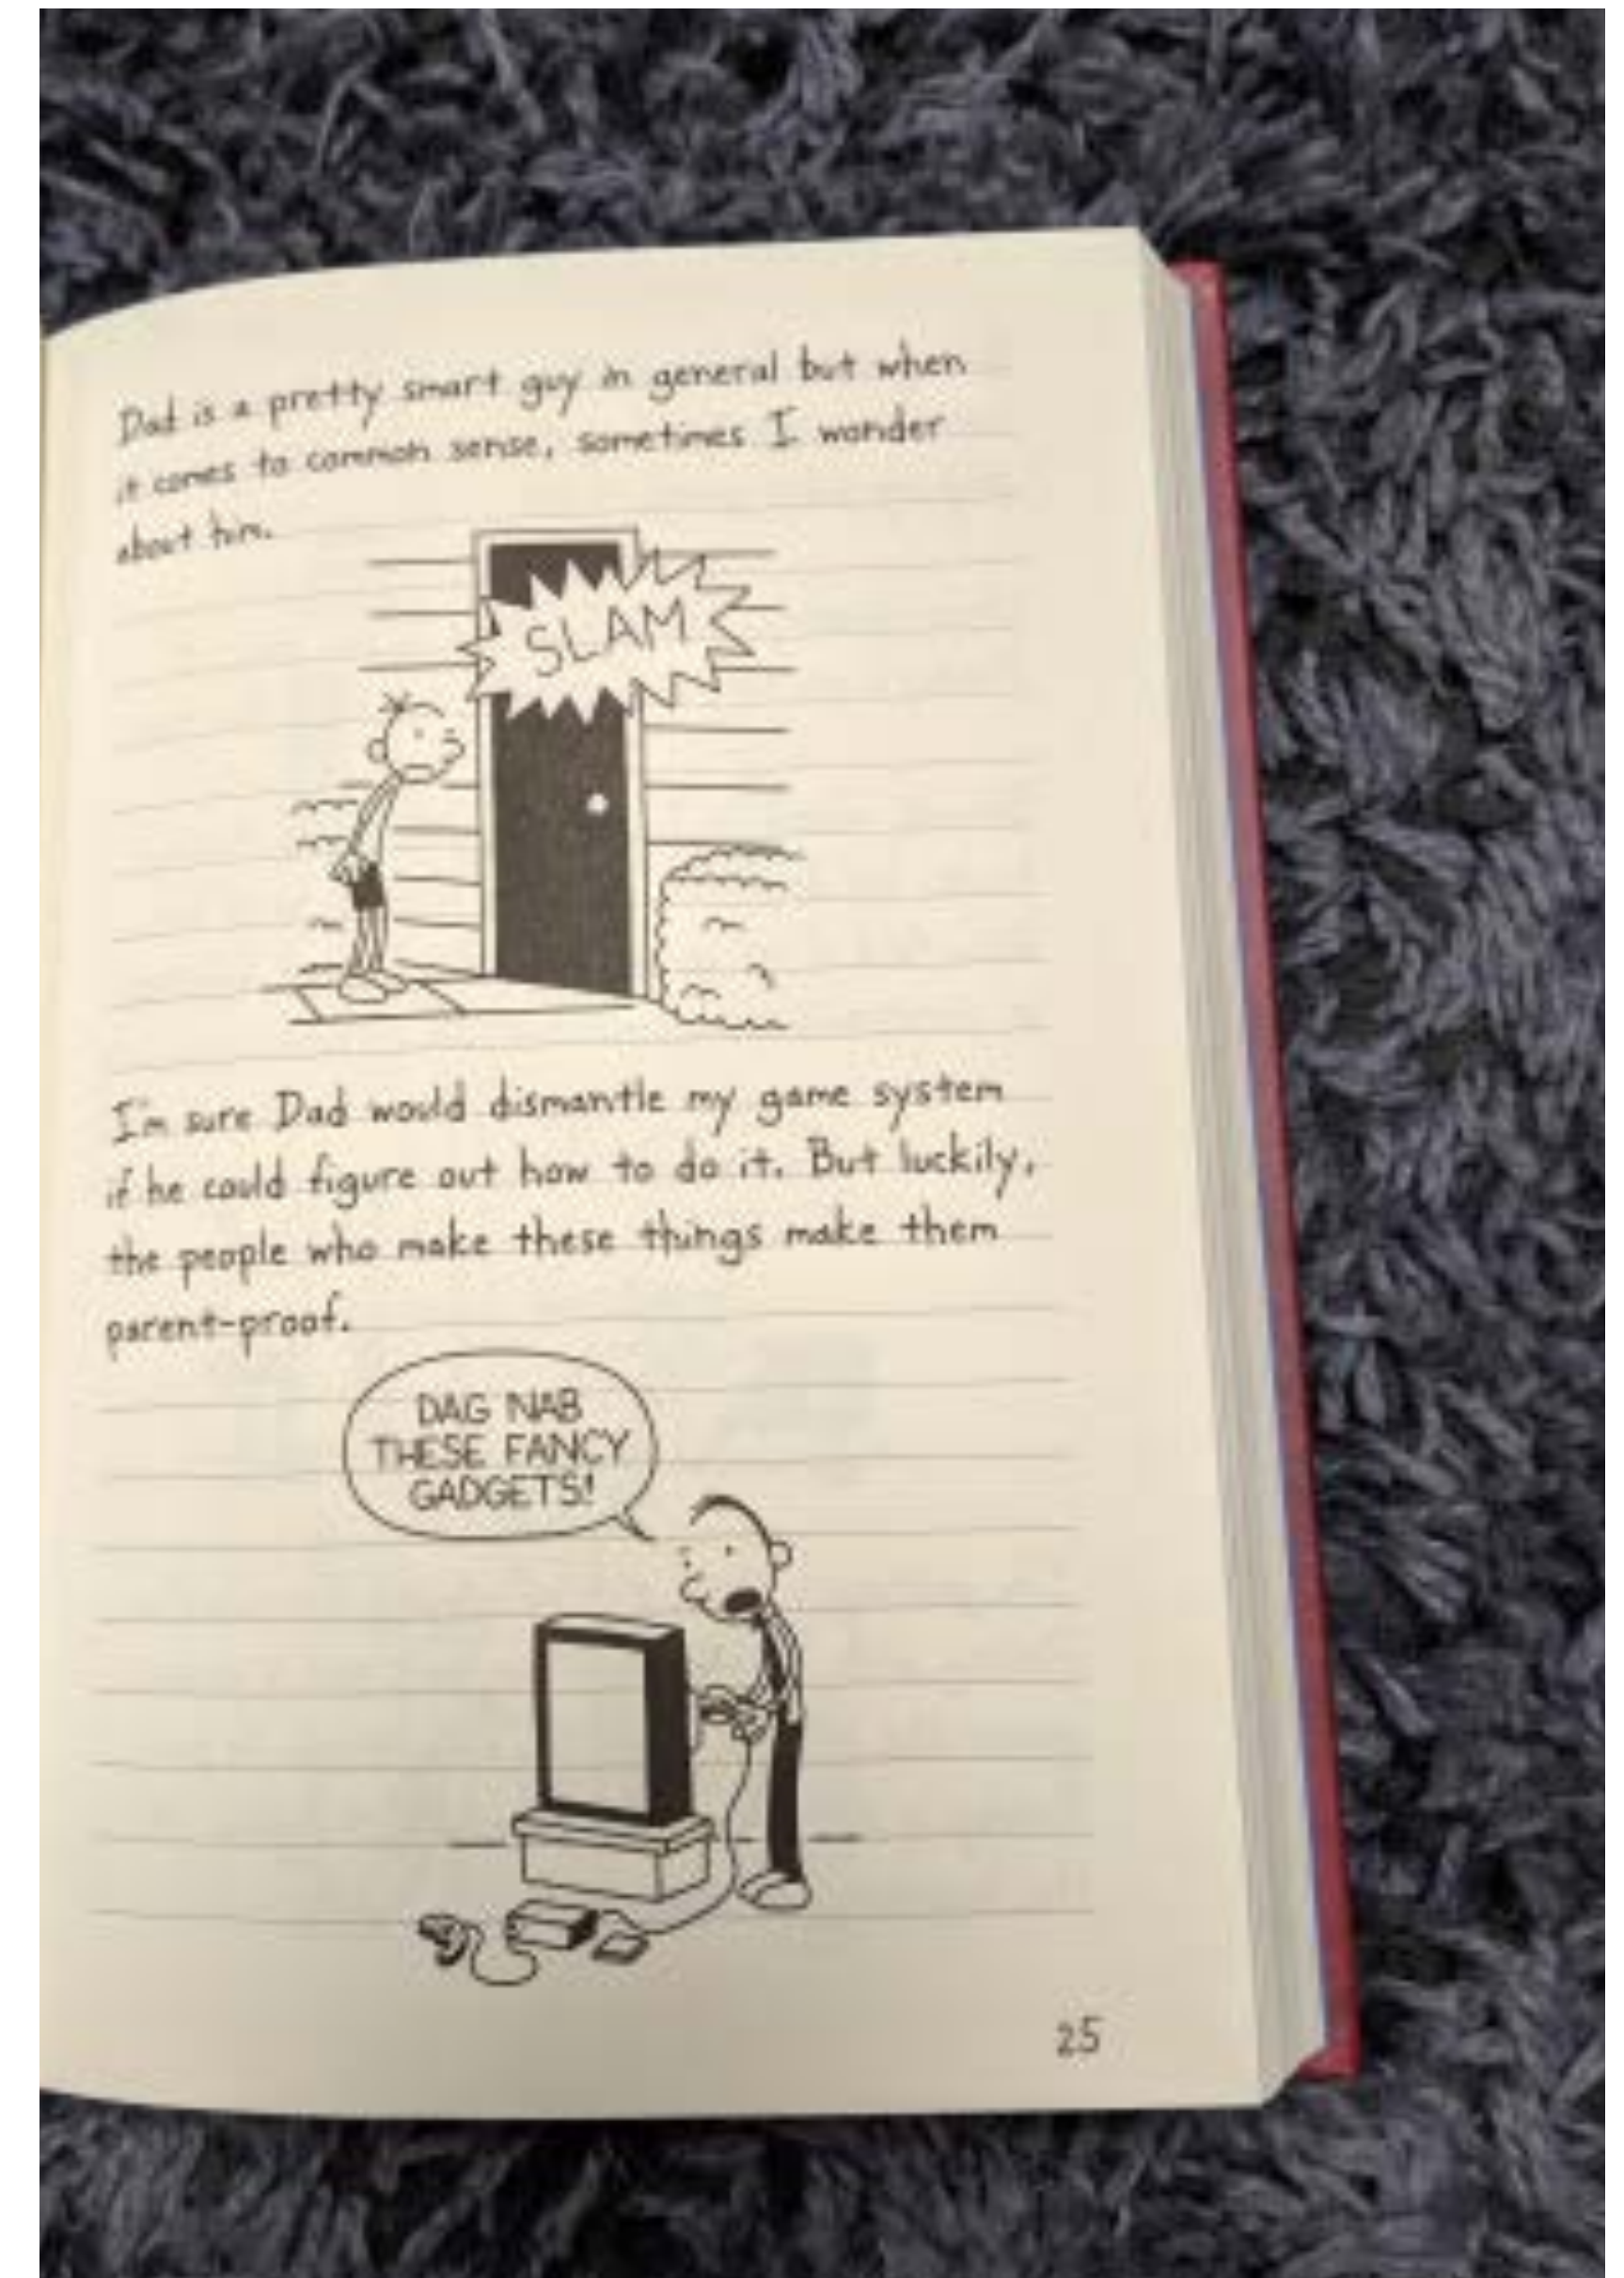 Dad is a pretty smart guy in general but when
it comes to common sense, sometimes I wonder
about him.
SLAM
I'm sure Dad would dismantle my game system
if he could figure out how to do it. But luckily,
the people who make these things make them
parent-proof.
DAG NAB
THESE FANCY
GADGETS!
25